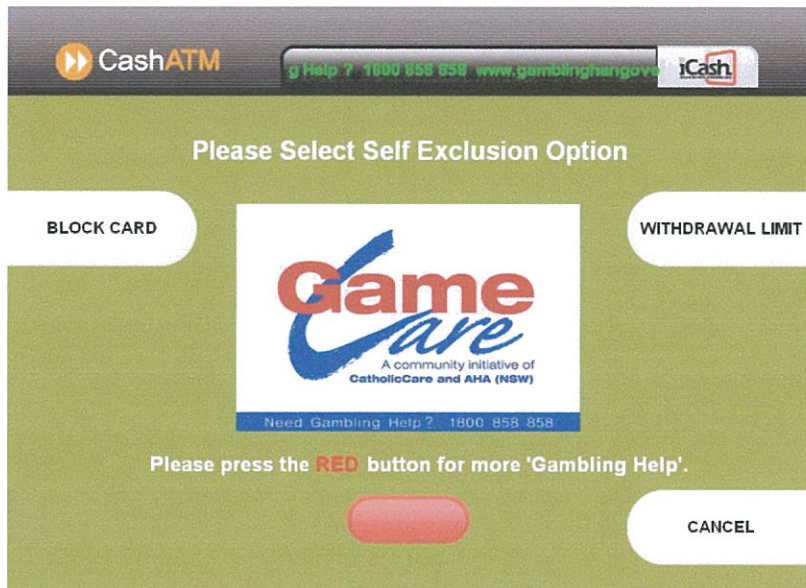 CashATM
g Help ? 1800 858 858 www.gamblinghangove
iCash
Please Select Self Exclusion Option
BLOCK CARD
WITHDRAWAL LIMIT
Game
Care
A community initiative of
CatholicCare and AHA (NSW)
Need Gambling Help? 1800 858 858
Please press the RED button for more 'Gambling Help'.
CANCEL